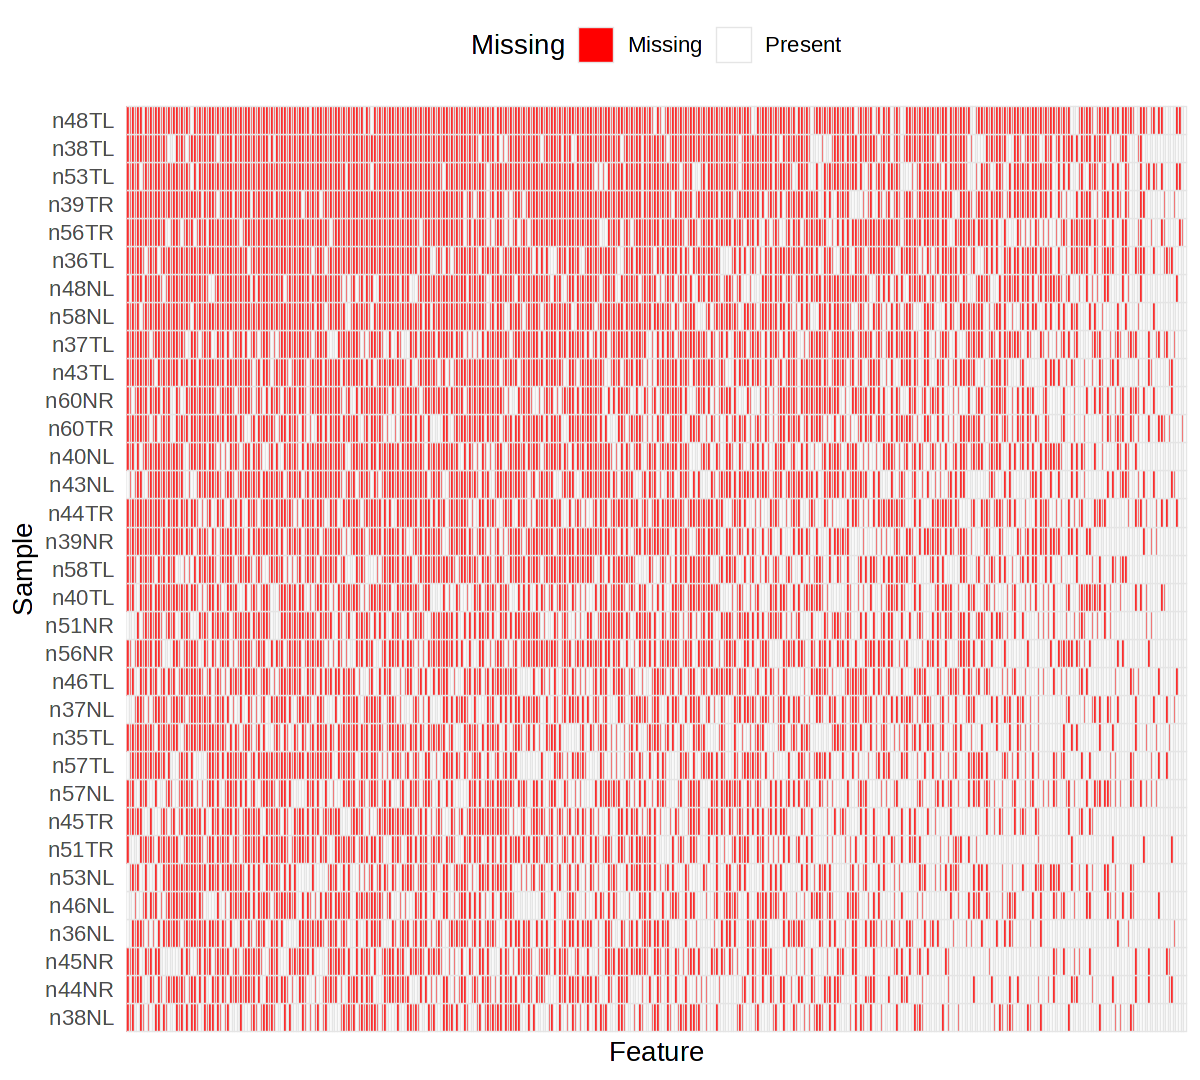 Missing Missing Present
n48TL
n38TL
n53TL
n39TR
n56TR
n36TL
n48NL
n58NL
n37TL
n43TL
n60NR
n60TR
n40NL
n43NL
n44TR
n39NR
n58TL
n40TL
n51NR
n56NR
n46TL
n37NL
n35TL
n57TL
n57NL
n45TR
n51TR
n53NL
n46NL
n36NL
n45NR
n44NR
n38NL
Sample
Feature